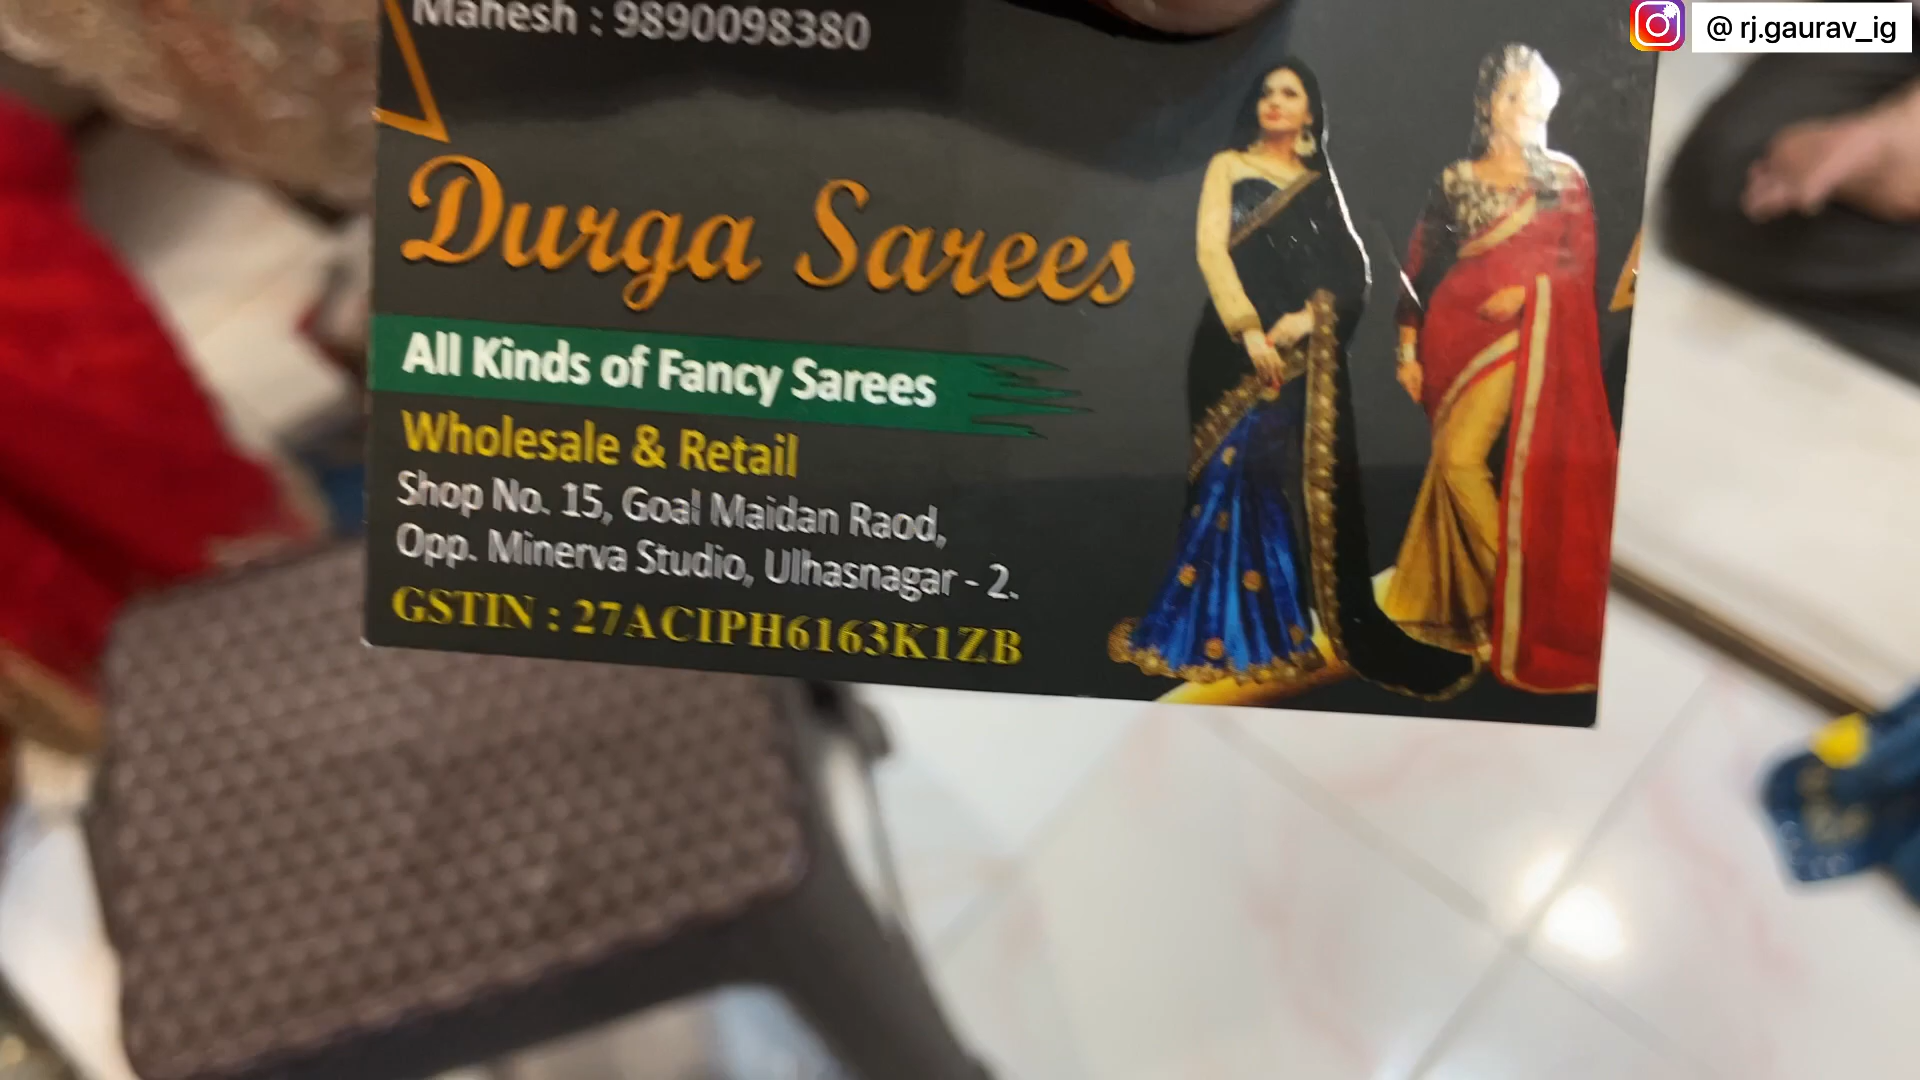 @ rj.gaurav_ig
Mahesh : 9890098380
Durga Sarees
All Kinds of Fancy Sarees
Wholesale & Retail
Shop No. 15, Goal Maidan Raod,
Opp. Minerva Studio, Ulhasnagar - 2.
GSTIN : 27ACIPH6163K1ZB